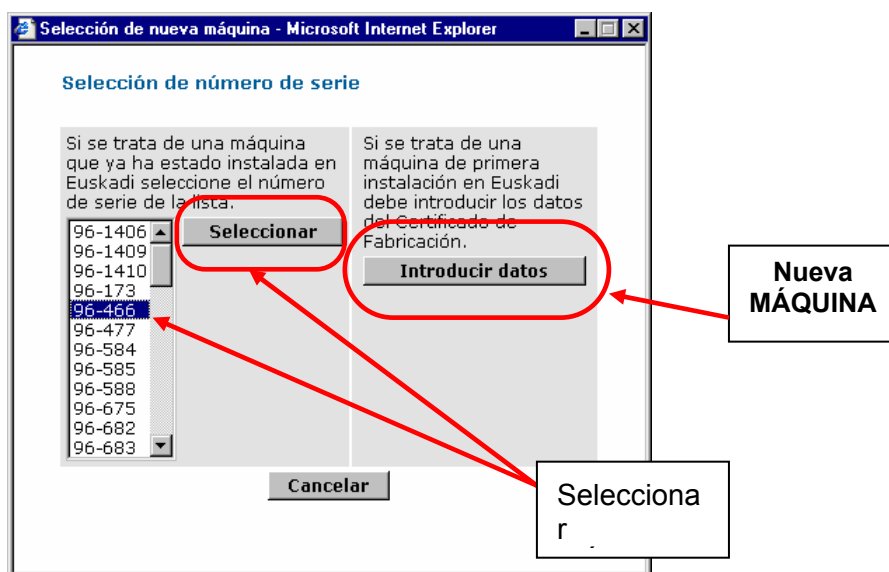 Selección de nueva máquina - Microsoft Internet Explorer
Selección de número de serie
Si se trata de una máquina
que ya ha estado instalada en
Euskadi seleccione el número
de serie de la lista.
96-1406
96-1409
96-1410
96-173
96-466
96-477
96-584
96-585
96-588
96-675
96-682
96-683
Seleccionar
Si se trata de una
máquina de primera
instalación en Euskadi
debe introducir los datos
del Certificado de
Fabricación.
Introducir datos
Cancelar
Nueva
MÁQUINA
Selecciona
r